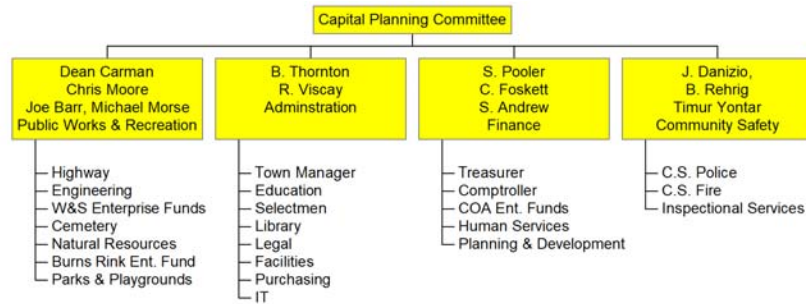 Capital Planning Committee
Dean Carman
Chris Moore
Joe Barr, Michael Morse
Public Works & Recreation
Highway
Engineering
W&S Enterprise Funds
Cemetery
Natural Resources
Burns Rink Ent. Fund
Parks & Playgrounds
B. Thornton
R. Viscay
Adminstration
Town Manager
Education
Selectmen
Library
Legal
Facilities
Purchasing
IT
S. Pooler
C. Foskett
S. Andrew
Finance
Treasurer
Comptroller
COA Ent. Funds
Human Services
Planning & Development
J. Danizio,
B. Rehrig
Timur Yontar
Community Safety
C.S. Police
C.S. Fire
Inspectional Services